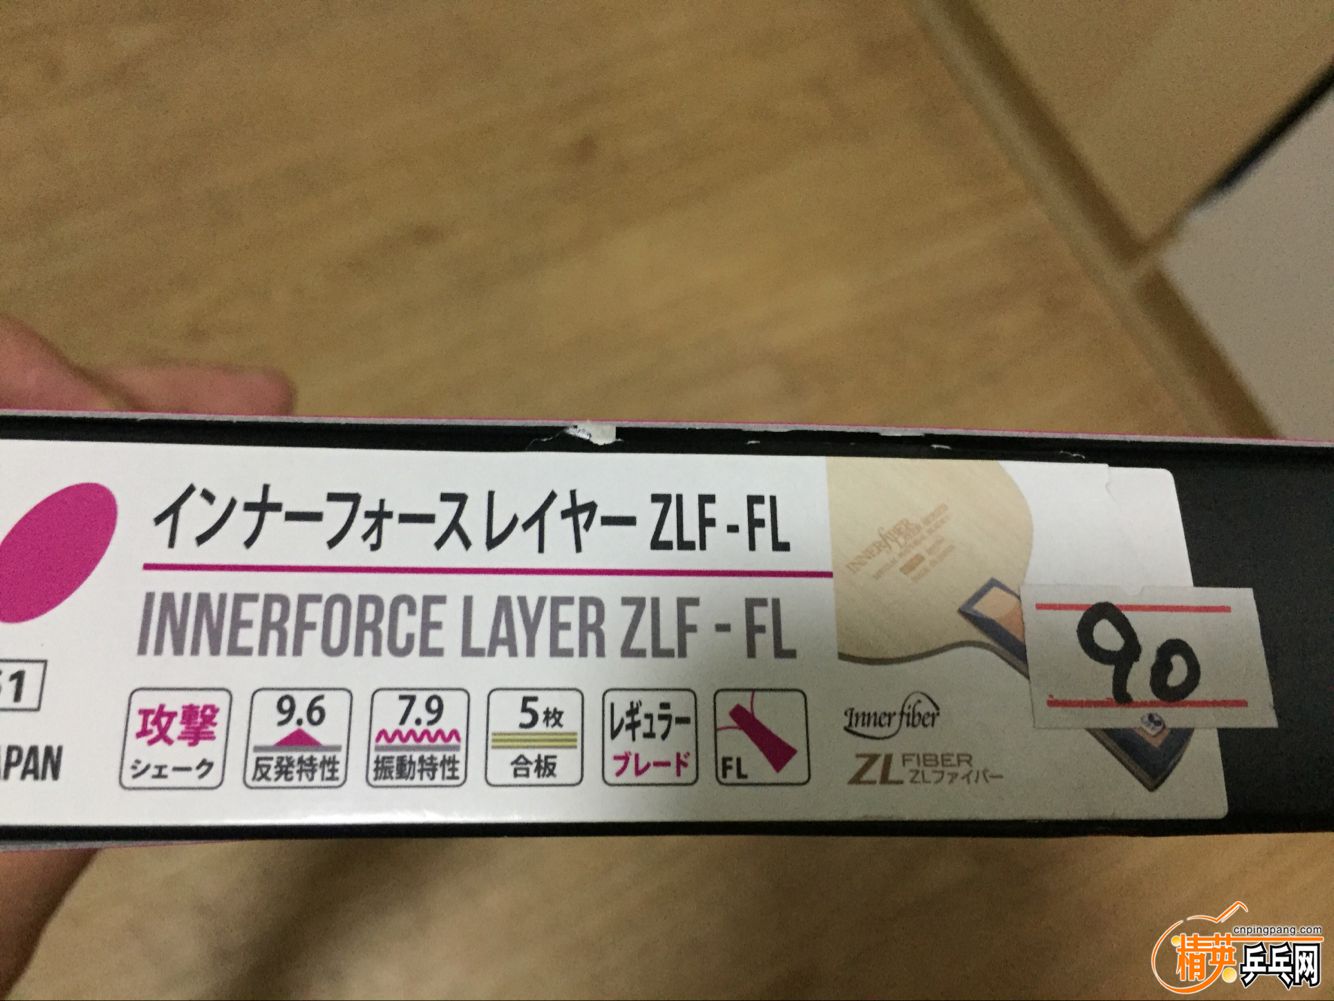 インナーフォースレイヤー ZLF - FL
INNERFORCE LAYER ZLF - FL
51
APAN
攻撃
シェーク
9.6
反発特性
7.9
振動特性
5枚
合板
レギュラー
ブレード
FL
Innerfiber
ZL FIBER
ZLファイバー
90
cnpingpang.com
精英乒乓网